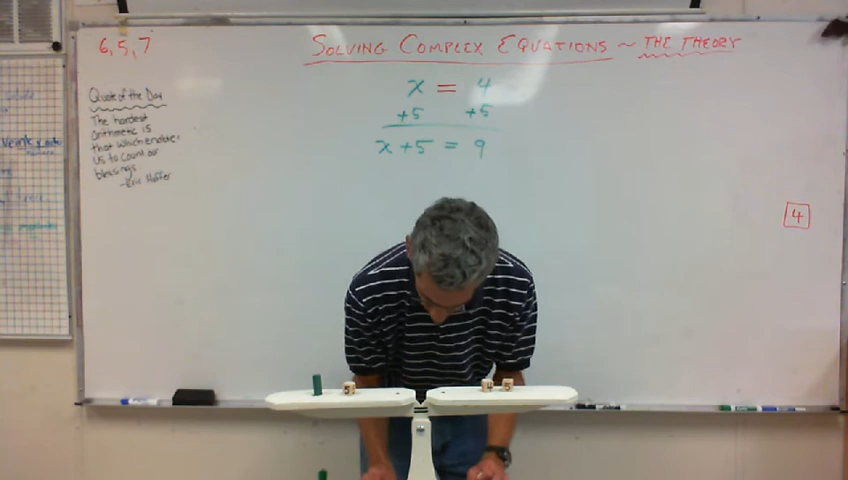 6, 5, 7
SOLVING COMPLEX EQUATIONS ~ THE THEORY
x = 4
+5 +5
x + 5 = 9
Quote of the Day
The hardest
arithmetic is
that which enables
us to count our
blessings
- Eric Hoffer
4